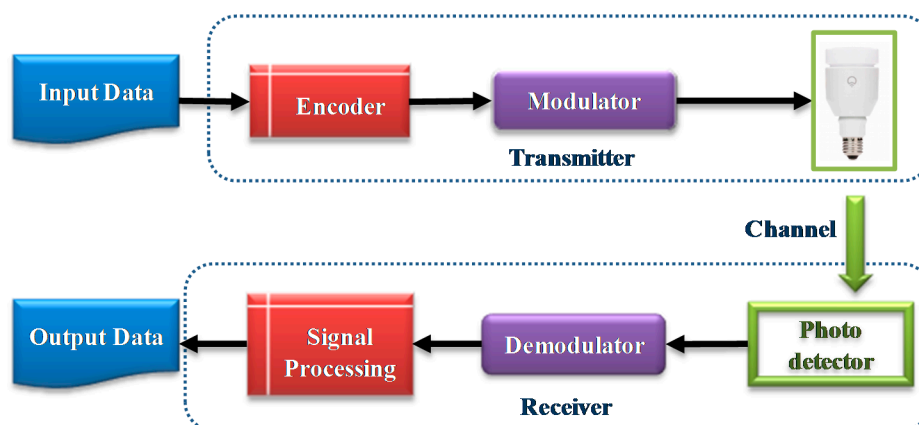 Input Data
Encoder
Modulator
Transmitter
Channel
Output Data
Signal
Processing
Demodulator
Photo
detector
Receiver